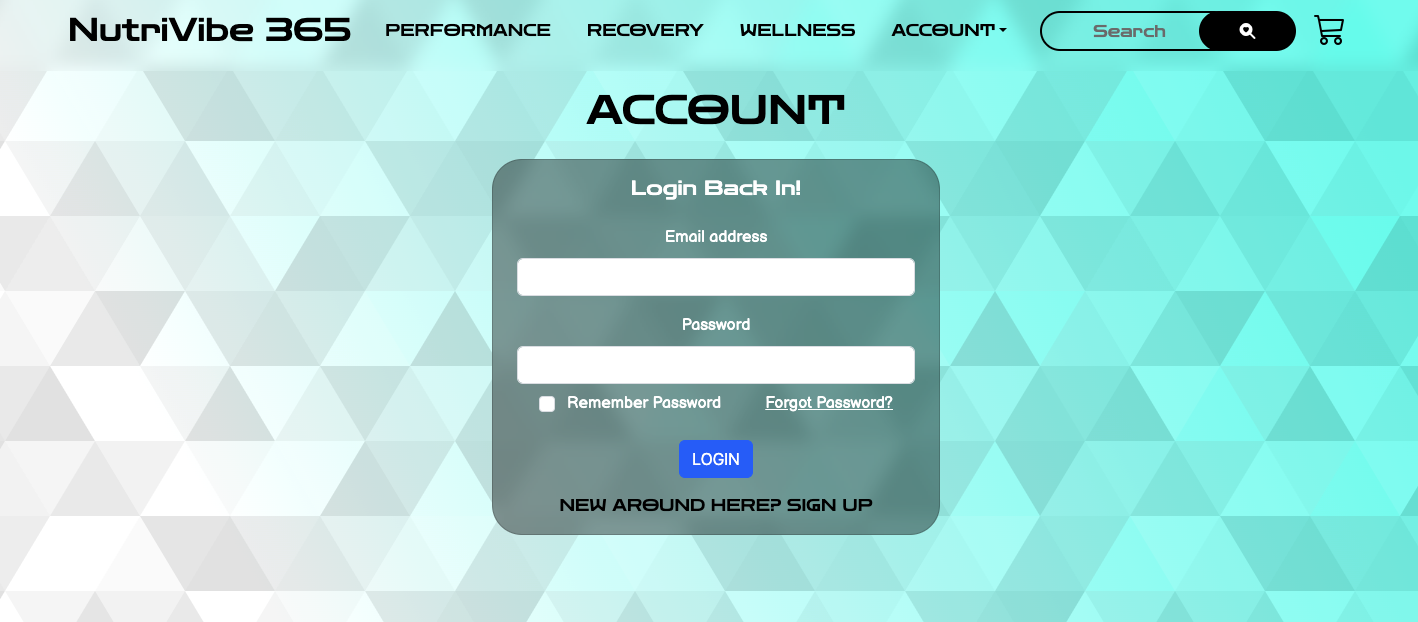 NutriVibe 365 PERFORMANCE RECOVERY WELLNESS ACCOUNT Search
ACCOUNT
Login Back In!
Email address
Password
Remember Password Forgot Password?
LOGIN
NEW AROUND HERE? SIGN UP